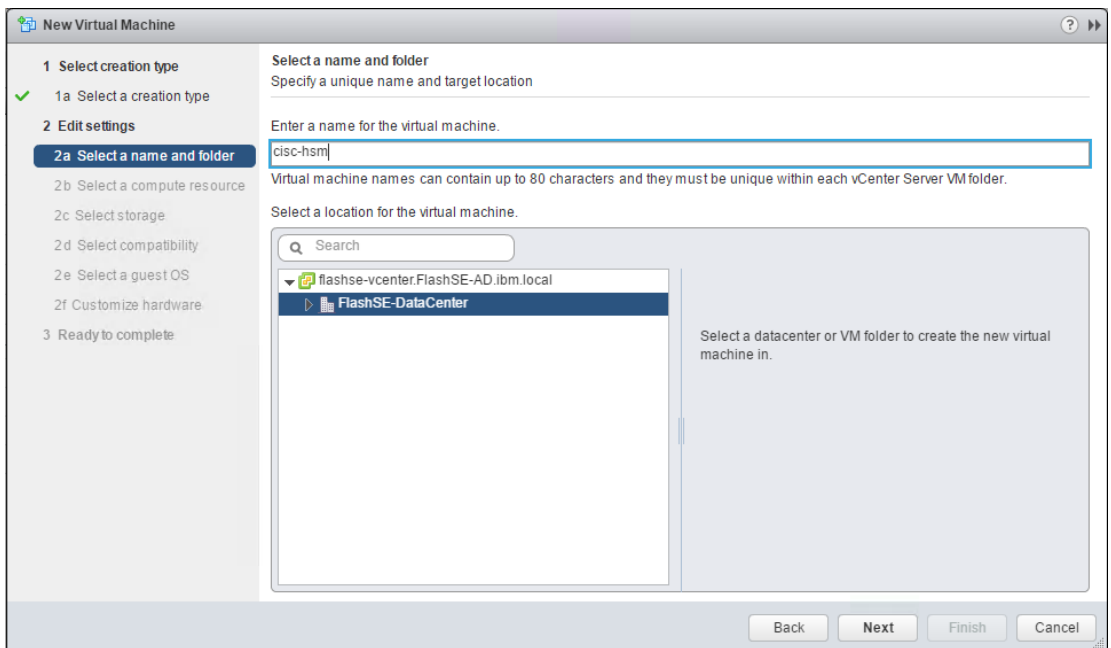 New Virtual Machine
1 Select creation type
1a Select a creation type
2 Edit settings
2a Select a name and folder
2b Select a compute resource
2c Select storage
2d Select compatibility
2e Select a guest OS
2f Customize hardware
3 Ready to complete
Select a name and folder
Specify a unique name and target location
Enter a name for the virtual machine.
cisc-hsm
Virtual machine names can contain up to 80 characters and they must be unique within each vCenter Server VM folder.
Select a location for the virtual machine.
Search
flashse-vcenter.FlashSE-AD.ibm.local
FlashSE-DataCenter
Select a datacenter or VM folder to create the new virtual
machine in.
Back
Next
Finish
Cancel